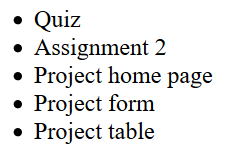 Quiz
Assignment 2
Project home page
Project form
Project table